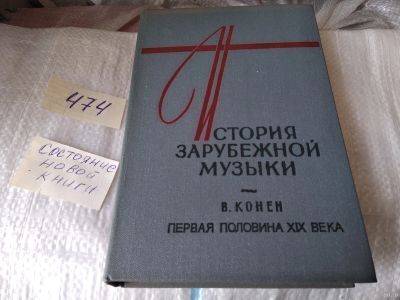 474
СОСТОЯНИЕ
НОВОЙ
КНИГИ
ИСТОРИЯ
ЗАРУБЕЖНОЙ
МУЗЫКИ
В. КОНЕН
ПЕРВАЯ ПОЛОВИНА XIX ВЕКА